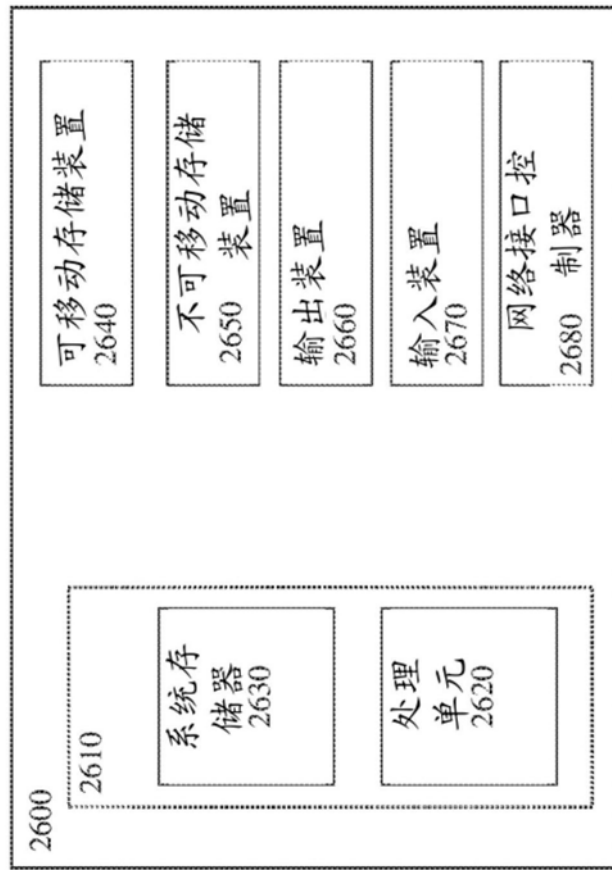 2600
2610
系统存
储器
2630
处理
单元
2620
可移动存储装置
2640
不可移动存储
装置
2650
输出装置
2660
输入装置
2670
网络接口控
制器
2680